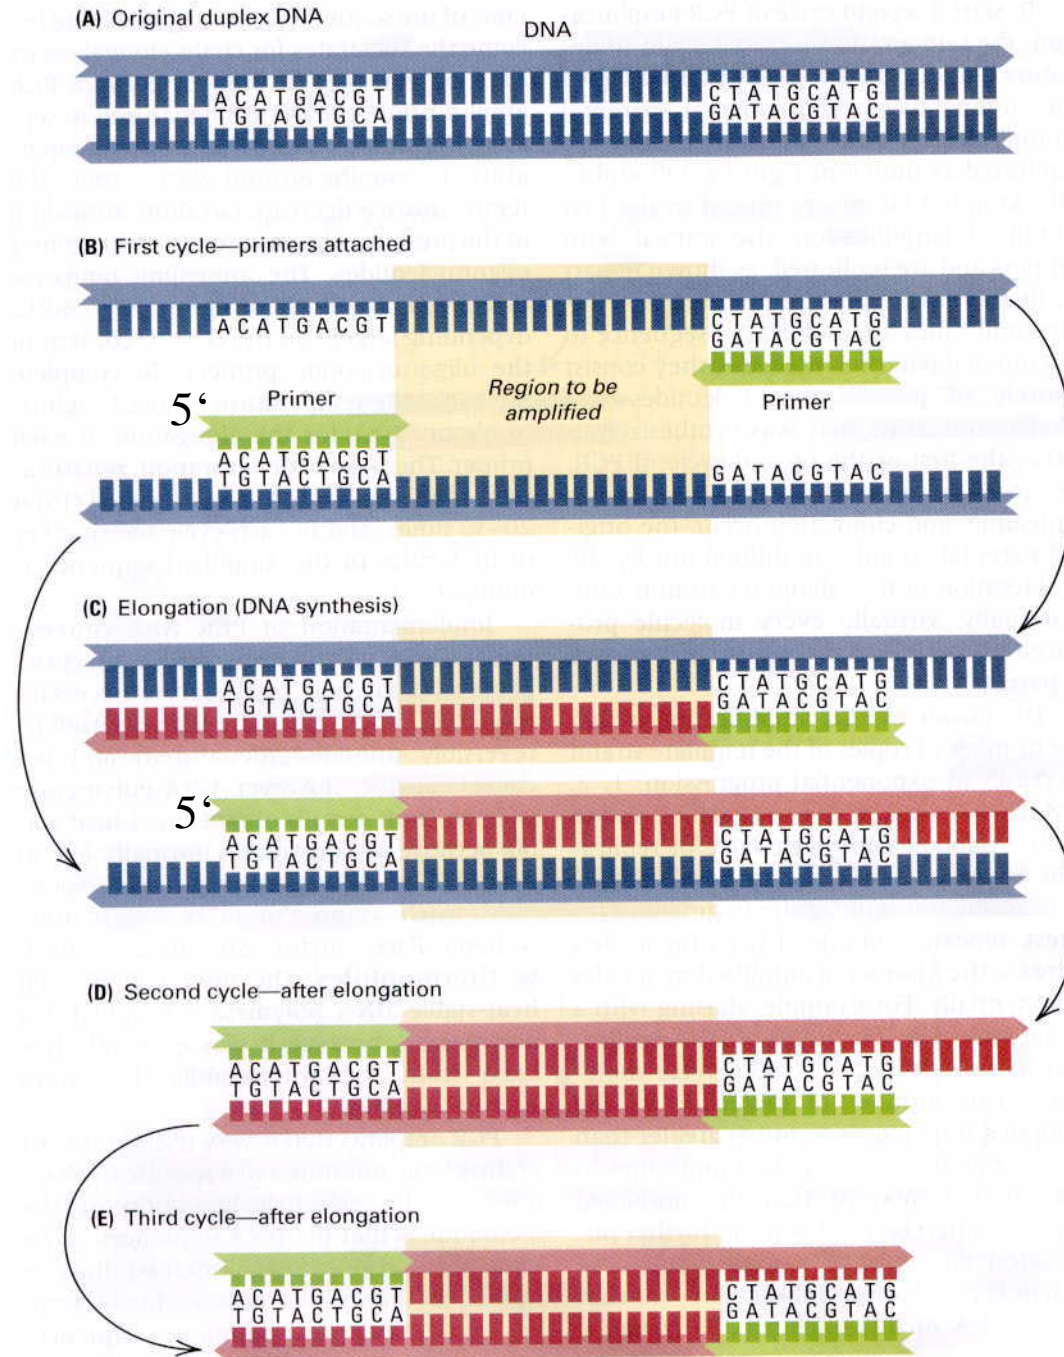 (A) Original duplex DNA
DNA
ACATGACGT CTATGCATG
TGTACTGCA GATACGTAC
(B) First cycle—primers attached
ACATGACGT CTATGCATG
GATACGTAC
5‘ Primer Region to be amplified Primer
ACATGACGT
TGTACTGCA GATACGTAC
(C) Elongation (DNA synthesis)
ACATGACGT CTATGCATG
TGTACTGCA GATACGTAC
5‘
ACATGACGT CTATGCATG
TGTACTGCA GATACGTAC
(D) Second cycle—after elongation
ACATGACGT CTATGCATG
TGTACTGCA GATACGTAC
(E) Third cycle—after elongation
ACATGACGT CTATGCATG
TGTACTGCA GATACGTAC